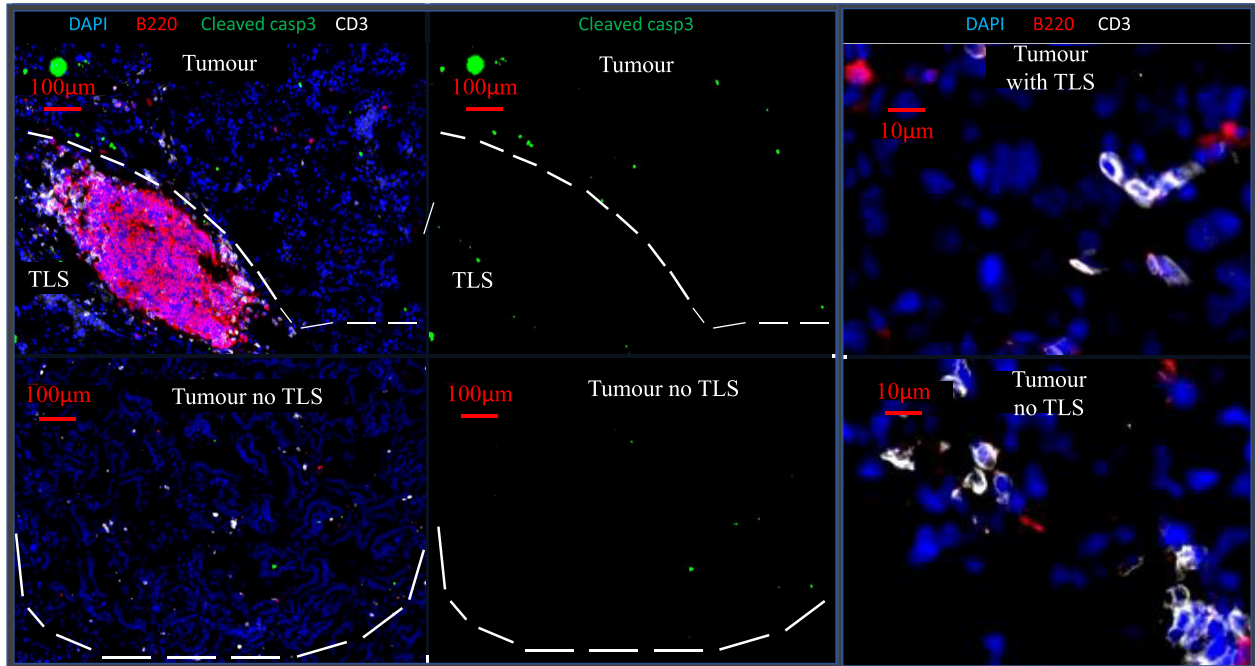 DAPI B220 Cleaved casp3 CD3
Tumour
100µm
TLS
Cleaved casp3
Tumour
100µm
TLS
DAPI B220 CD3
Tumour
with TLS
10µm
100µm
Tumour no TLS
100µm
Tumour no TLS
10µm
Tumour
no TLS